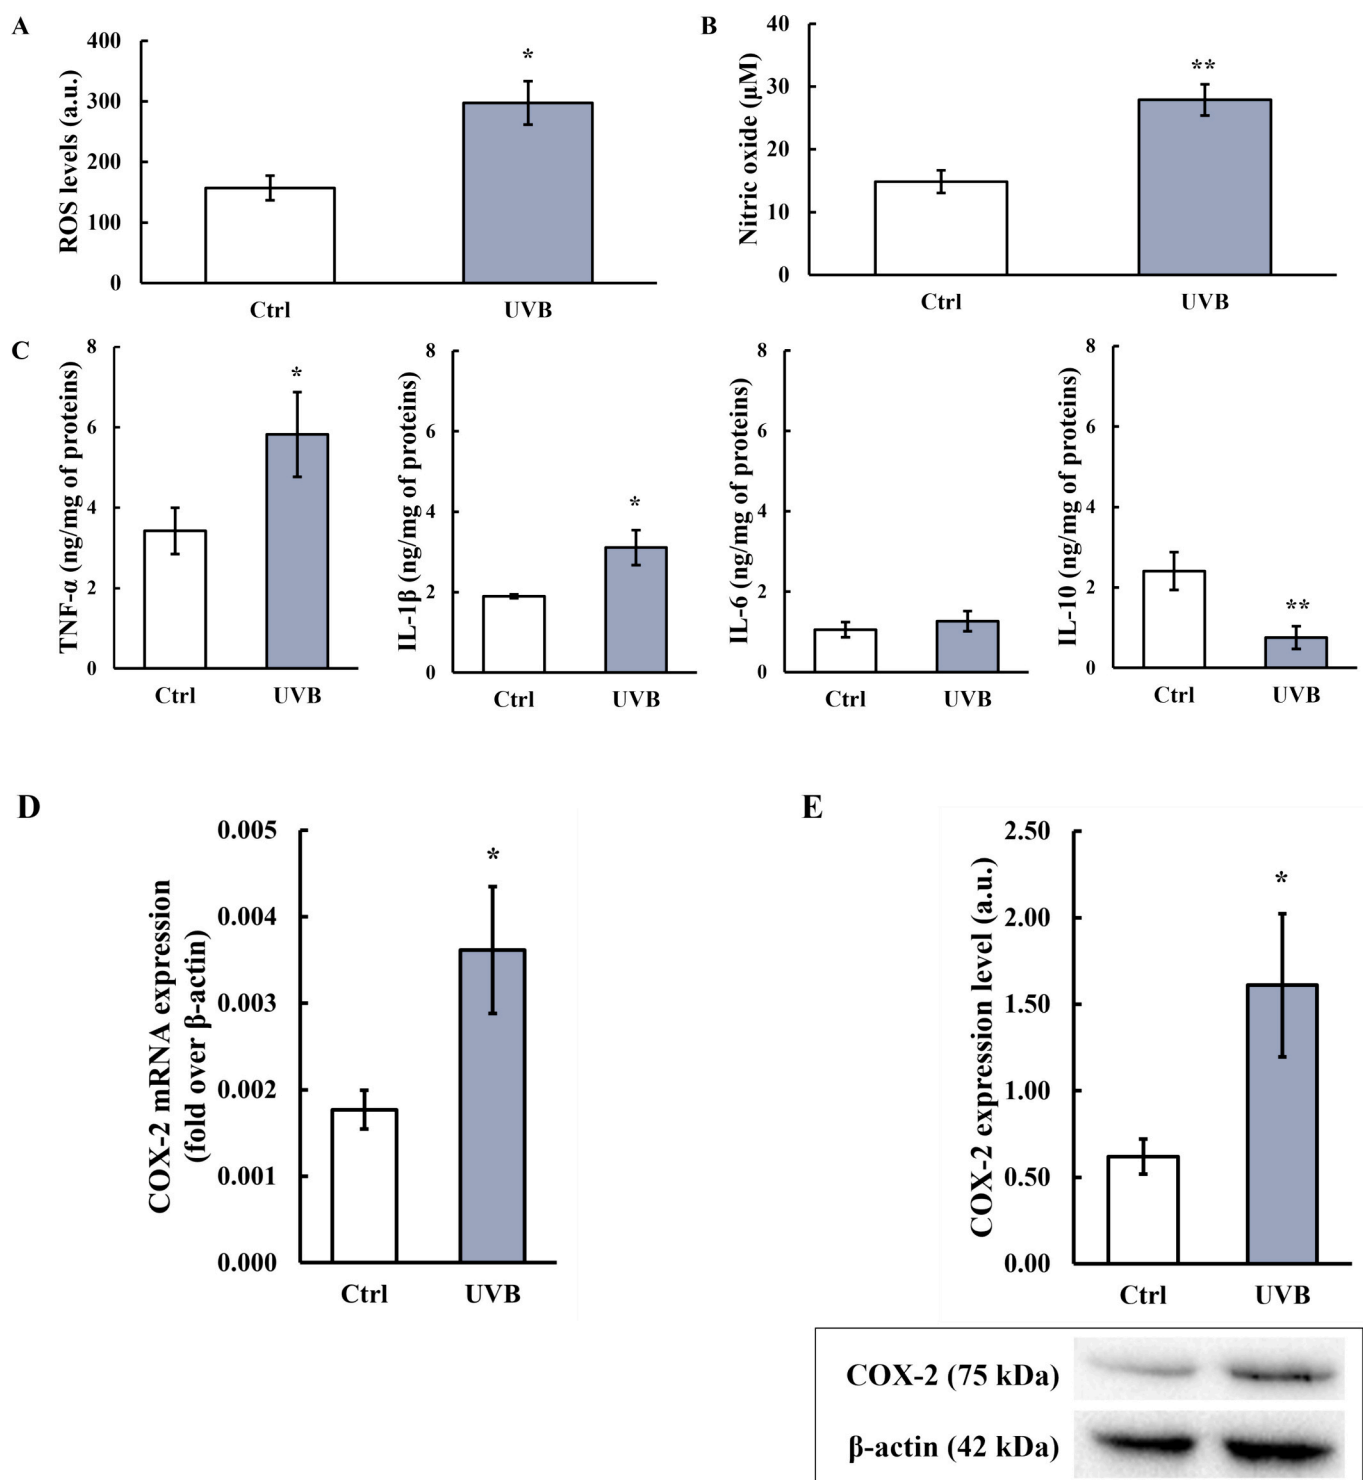 A
ROS levels (a.u.)
400
300
200
100
0
*
Ctrl
UVB
B
Nitric oxide (µM)
40
30
20
10
0
**
Ctrl
UVB
C
TNF-α (ng/mg of proteins)
8
6
4
2
0
*
Ctrl
UVB
IL-1β (ng/mg of proteins)
8
6
4
2
0
*
Ctrl
UVB
IL-6 (ng/mg of proteins)
8
6
4
2
0
Ctrl
UVB
IL-10 (ng/mg of proteins)
8
6
4
2
0
**
Ctrl
UVB
D
COX-2 mRNA expression
(fold over β-actin)
0.005
0.004
0.003
0.002
0.001
0.000
*
Ctrl
UVB
E
COX-2 expression level (a.u.)
2.50
2.00
1.50
1.00
0.50
0.00
*
Ctrl
UVB
COX-2 (75 kDa)
β-actin (42 kDa)